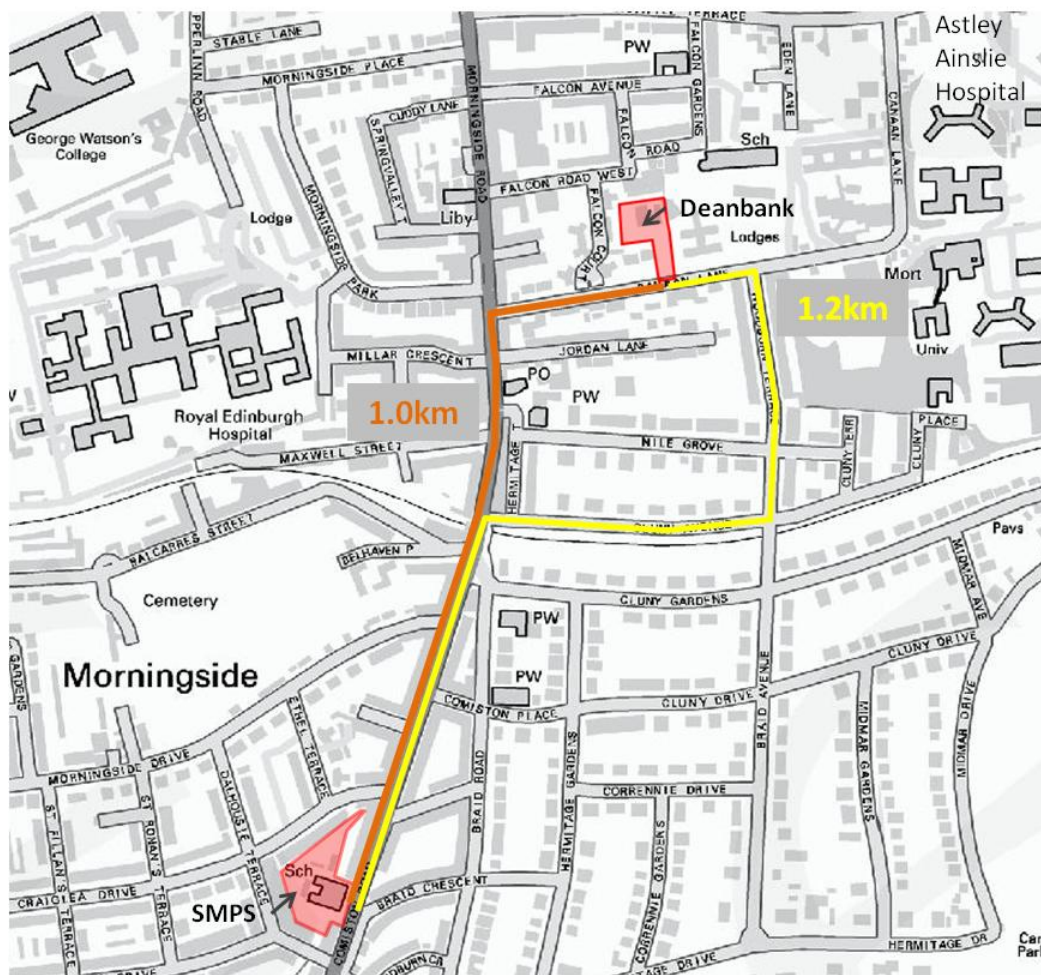 Astley
Ainslie
Hospital
STABLE LANE
MORNINGSIDE PLACE
PW
FALCON GARDENS
EDEN LANE
CANAAN LANE
FALCON AVENUE
CUDDY LANE
MORNINGSIDE ROAD
George Watson's
College
FALCON
ROAD
Sch
FALCON ROAD WEST
Liby
Lodge
MORNINGSIDE
PARK
FALCON COURT
Deanbank
Lodges
Mort
1.2km
Univ
JORDAN LANE
MILLAR CRESCENT
PO
PW
1.0km
Royal Edinburgh
Hospital
MAXWELL STREET
NILE GROVE
HERMITAGE T
CLUNY TERR
CLUNY
PLACE
BALCARRES STREET
BELHAVEN P
Pavs
MIDMAR AVE
CLUNY GARDENS
Cemetery
PW
PW
CLUNY DRIVE
Morningside
COMISTON PLACE
CLUNY DRIVE
BRAID AVENUE
MIDMAR GARDENS
MIDMAR DRIVE
ETHEL TERRACE
MORNINGSIDE DRIVE
BRAID ROAD
HERMITAGE GARDENS
CORRENNIE DRIVE
ST FILLAN'S
TERRACE
ST RONAN'S
TERRACE
DALHOUSIE TERRACE
Sch
CRAIGLEA DRIVE
SMPS
BRAID CRESCENT
CORRENNIE GARDENS
HERMITAGE DR